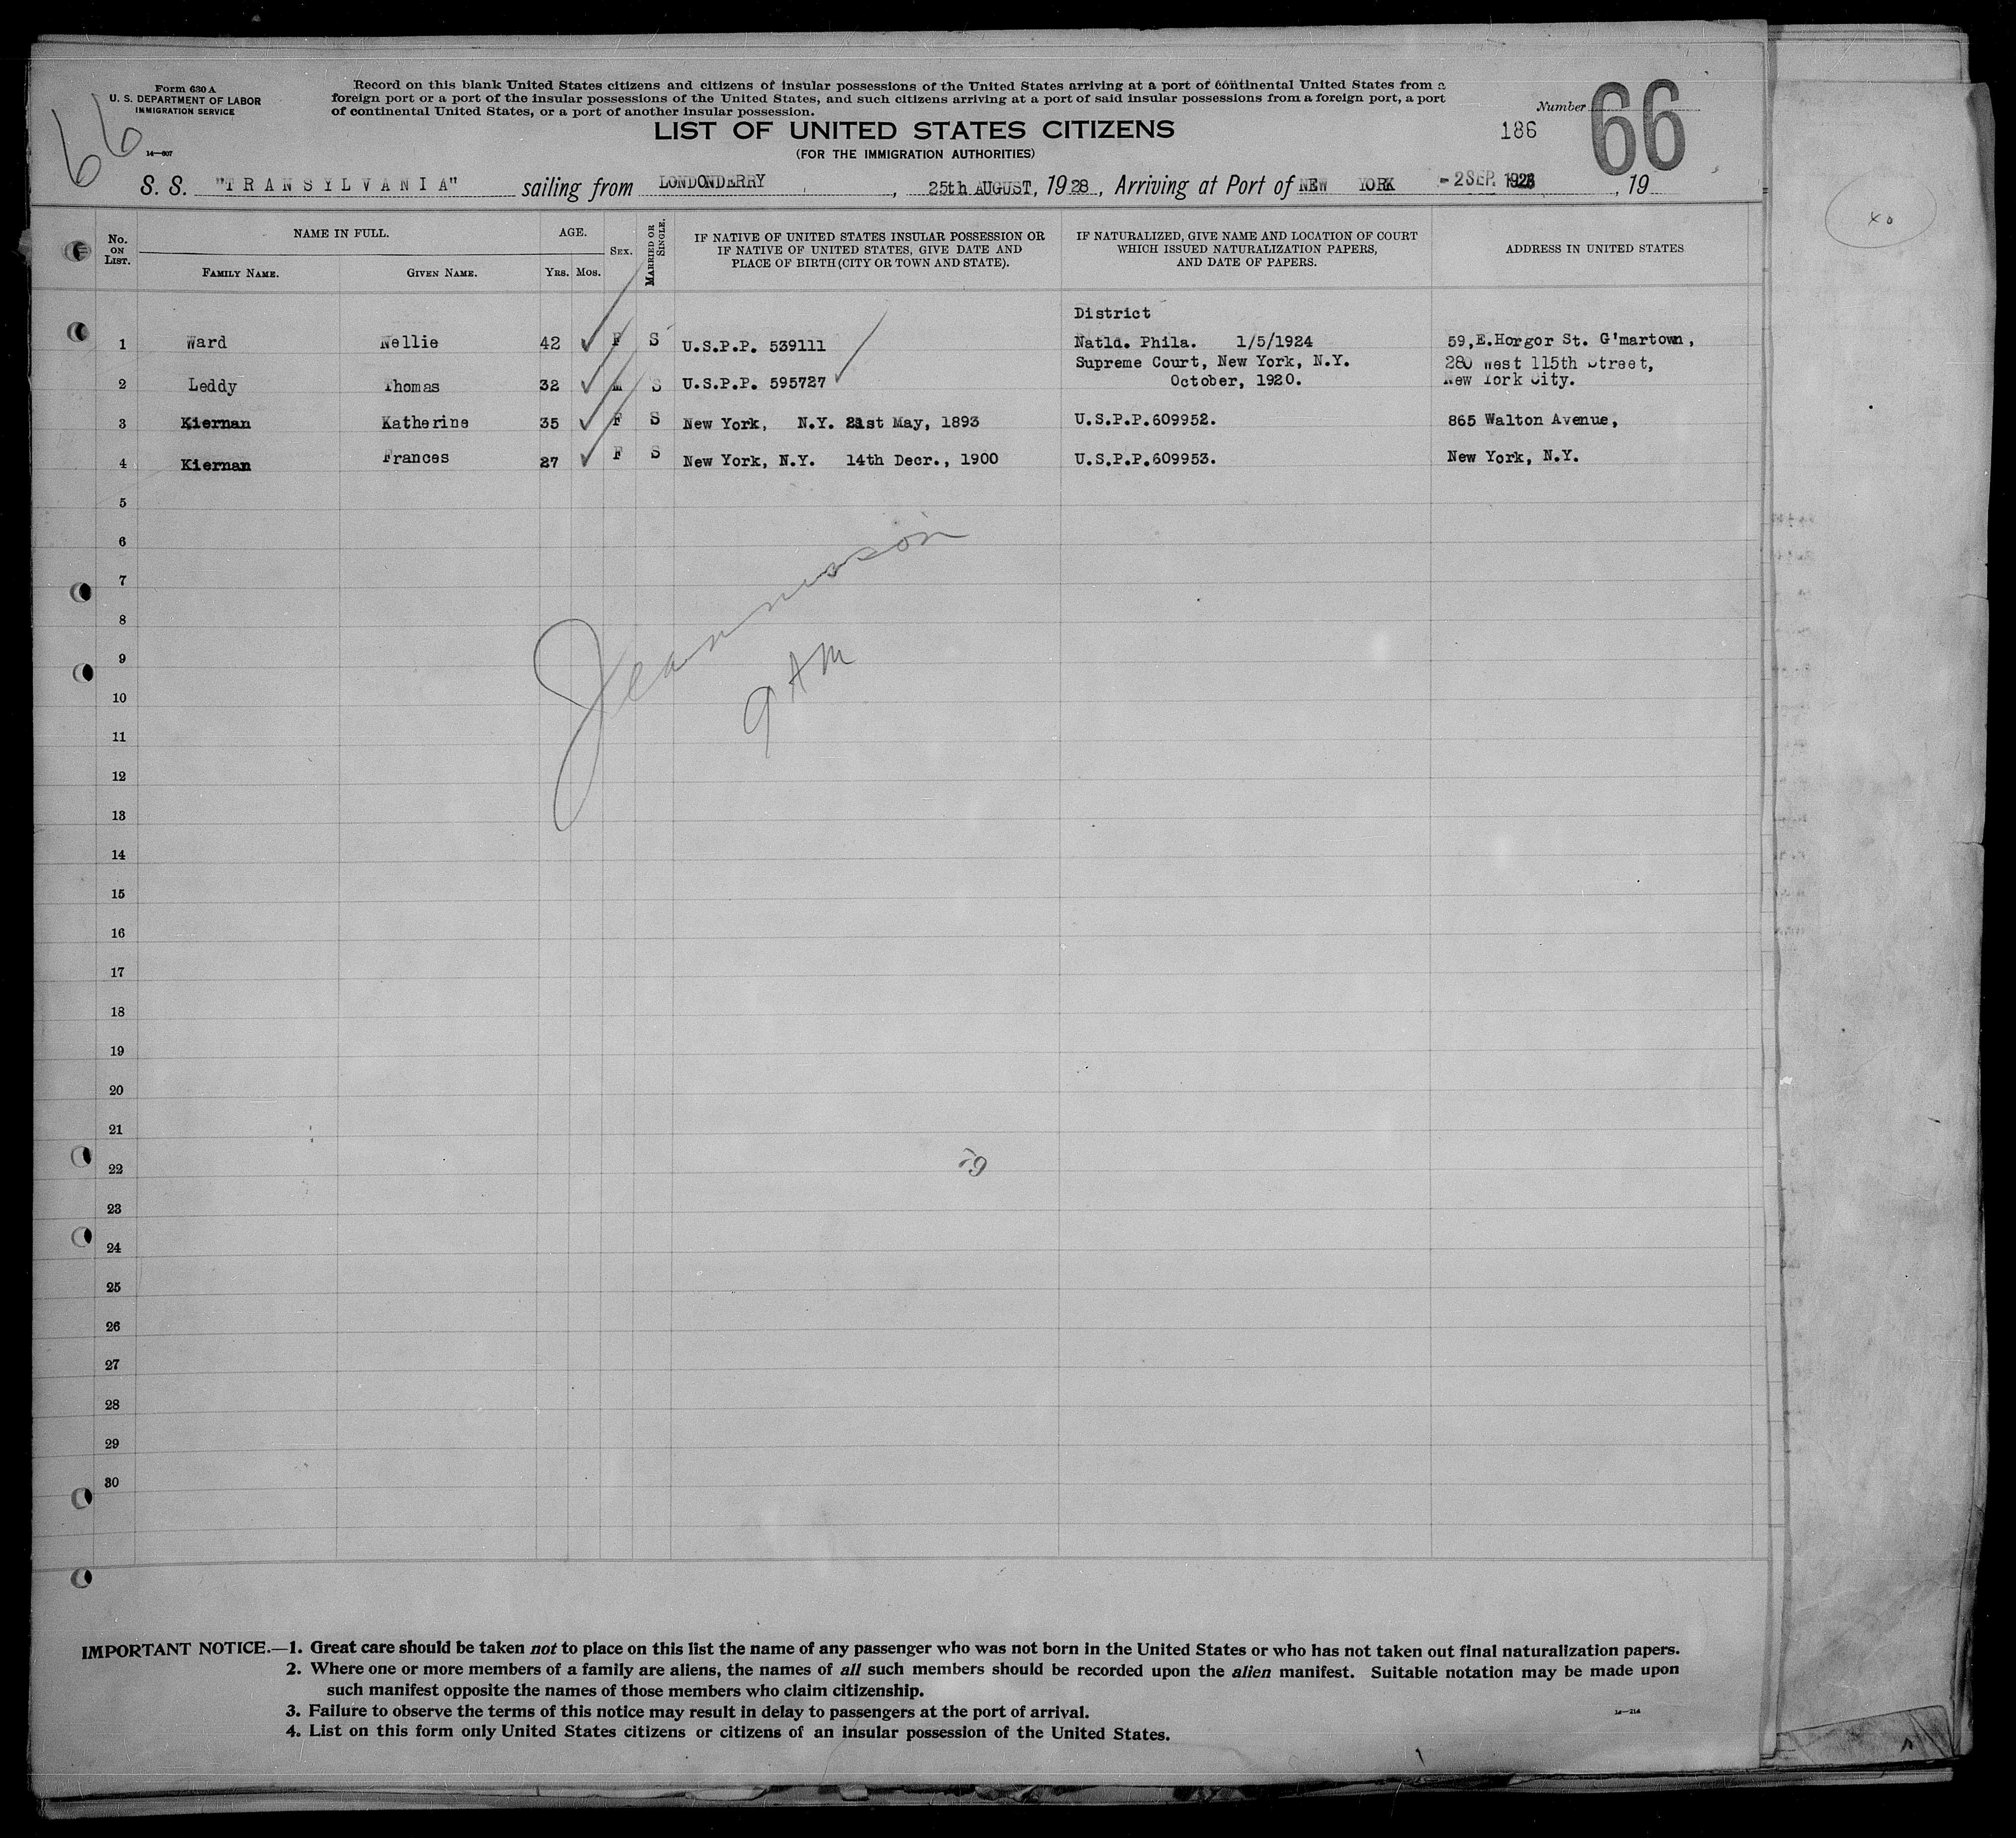 Form 630 A
U. S. DEPARTMENT OF LABOR
IMMIGRATION SERVICE
14—607
66
Record on this blank United States citizens and citizens of insular possessions of the United States arriving at a port of continental United States from a
foreign port or a port of the insular possessions of the United States, and such citizens arriving at a port of said insular possessions from a foreign port, a port
of continental United States, or a port of another insular possession.
LIST OF UNITED STATES CITIZENS
(FOR THE IMMIGRATION AUTHORITIES)
Number 66
186
S. S. "TRANSYLVANIA" sailing from LONDONDERRY, 25th AUGUST, 1928, Arriving at Port of NEW YORK -2 SEP. 1928, 19
No. ON LIST.
NAME IN FULL.
FAMILY NAME.
GIVEN NAME.
AGE.
YRS. MOS.
SEX.
MARRIED OR SINGLE.
IF NATIVE OF UNITED STATES INSULAR POSSESSION OR
IF NATIVE OF UNITED STATES, GIVE DATE AND
PLACE OF BIRTH (CITY OR TOWN AND STATE).
IF NATURALIZED, GIVE NAME AND LOCATION OF COURT
WHICH ISSUED NATURALIZATION PAPERS,
AND DATE OF PAPERS.
ADDRESS IN UNITED STATES
District
1 Ward Nellie 42 F S U.S.P.P. 539111 Natld. Phila. 1/5/1924 59,E.Horgor St. G'martown,
Supreme Court, New York, N.Y. 280 West 115th Street,
2 Leddy Thomas 32 M S U.S.P.P. 595727 October, 1920. New York City.
3 Kiernan Katherine 35 F S New York, N.Y. 21st May, 1893 U.S.P.P.609952. 865 Walton Avenue,
4 Kiernan Frances 27 F S New York, N.Y. 14th Decr., 1900 U.S.P.P.609953. New York, N.Y.
5
6
7
8
9
10
11
12
13
14
15
16
17
18
19
20
21
22
23
24
25
26
27
28
29
30
9 AM
IMPORTANT NOTICE.—1. Great care should be taken not to place on this list the name of any passenger who was not born in the United States or who has not taken out final naturalization papers.
2. Where one or more members of a family are aliens, the names of all such members should be recorded upon the alien manifest. Suitable notation may be made upon
such manifest opposite the names of those members who claim citizenship.
3. Failure to observe the terms of this notice may result in delay to passengers at the port of arrival.
4. List on this form only United States citizens or citizens of an insular possession of the United States.
14—214